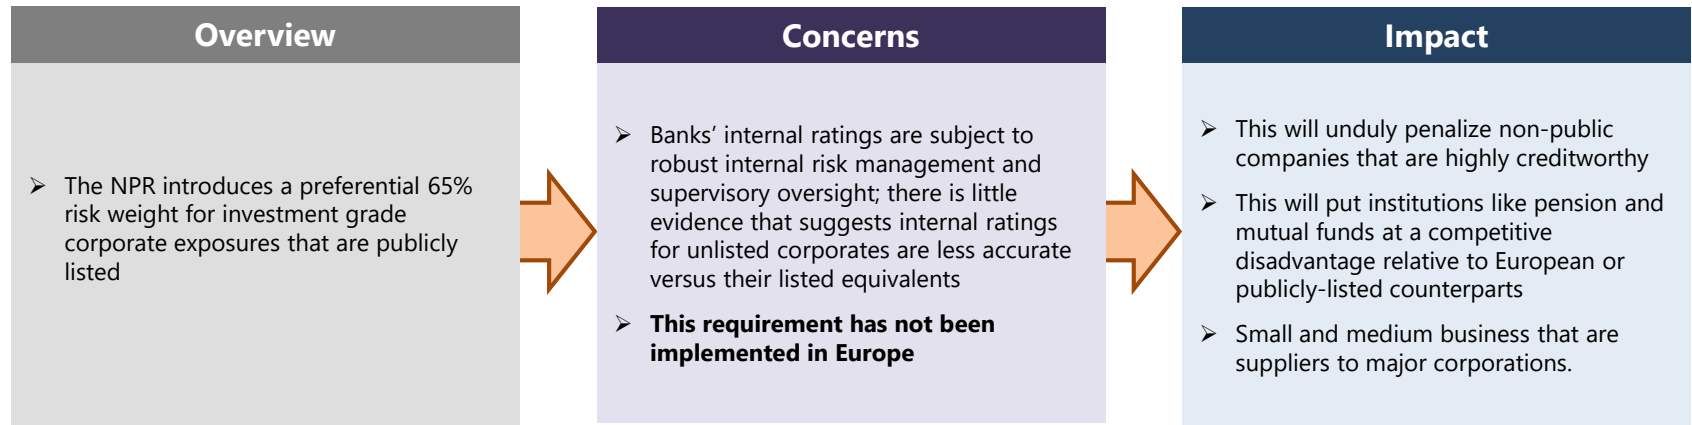 Overview
➢ The NPR introduces a preferential 65%
risk weight for investment grade
corporate exposures that are publicly
listed
Concerns
➢ Banks’ internal ratings are subject to
robust internal risk management and
supervisory oversight; there is little
evidence that suggests internal ratings
for unlisted corporates are less accurate
versus their listed equivalents
➢ This requirement has not been
implemented in Europe
Impact
➢ This will unduly penalize non-public
companies that are highly creditworthy
➢ This will put institutions like pension and
mutual funds at a competitive
disadvantage relative to European or
publicly-listed counterparts
➢ Small and medium business that are
suppliers to major corporations.